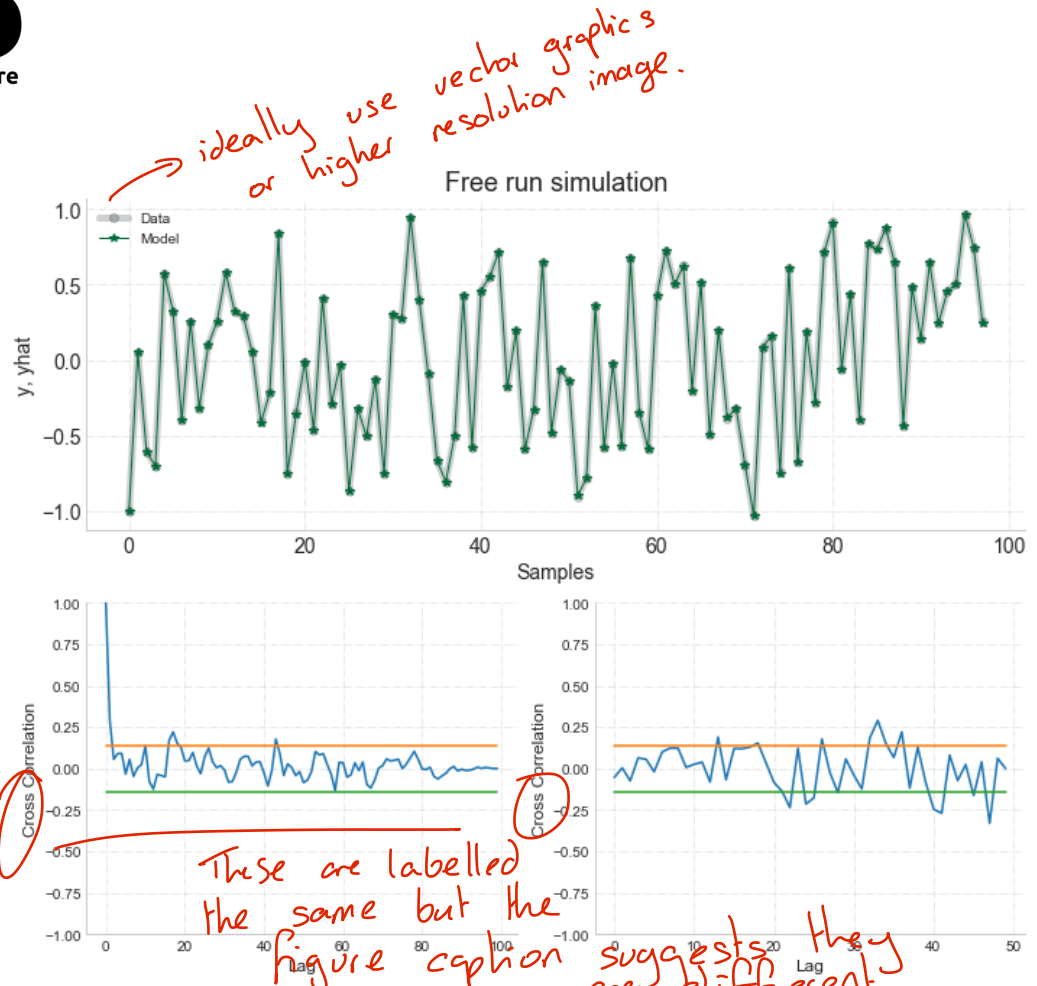 re
ideally use vector graphics
or higher resolution image.
Free run simulation
1.0
0.5
0.0
−0.5
−1.0
y, yhat
Data
Model
0 20 40 60 80 100
Samples
1.00
0.75
0.50
0.25
0.00
−0.25
−0.50
−0.75
−1.00
Cross Correlation
0 20 40 60 80 100
Lag
1.00
0.75
0.50
0.25
0.00
−0.25
−0.50
−0.75
−1.00
Cross Correlation
0 10 20 30 40 50
Lag
These are labelled
the same but the
figure caption suggests they
are different